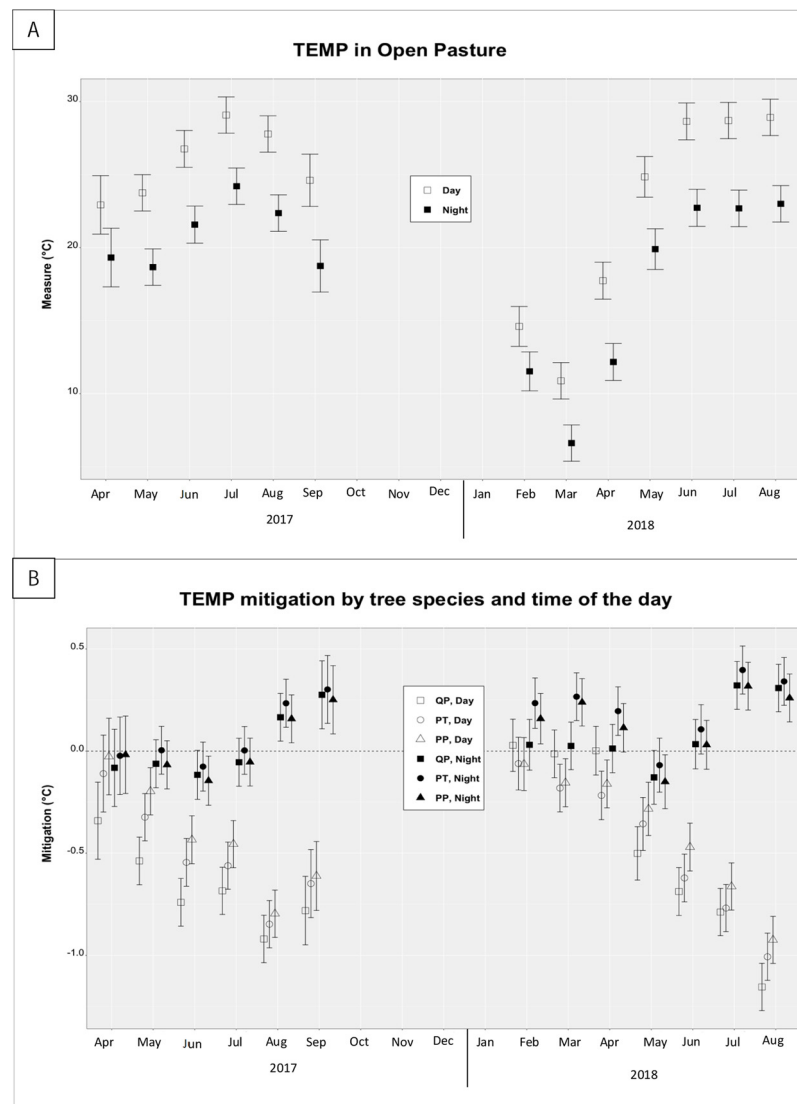 A
TEMP in Open Pasture
30
20
10
Measure (°C)
Day
Night
Apr May Jun Jul Aug Sep Oct Nov Dec Jan Feb Mar Apr May Jun Jul Aug
2017 2018
B
TEMP mitigation by tree species and time of the day
0.5
0.0
-0.5
-1.0
Mitigation (°C)
QP, Day
PT, Day
PP, Day
QP, Night
PT, Night
PP, Night
Apr May Jun Jul Aug Sep Oct Nov Dec Jan Feb Mar Apr May Jun Jul Aug
2017 2018